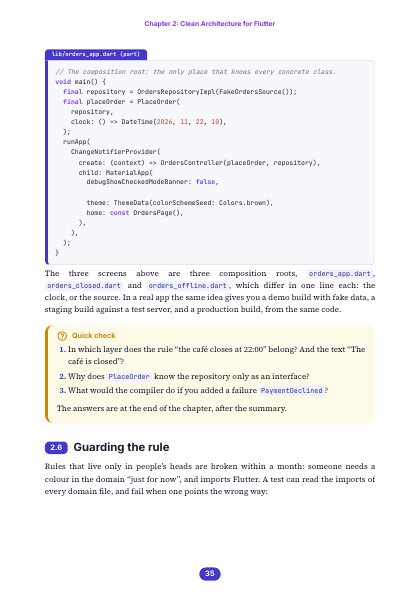 Chapter 2: Clean Architecture for Flutter
lib/orders_app.dart (part)
// The composition root: the only place that knows every concrete class.
void main() {
  final repository = OrdersRepositoryImpl(FakeOrdersSource());
  final placeOrder = PlaceOrder(
    repository,
    clock: () => DateTime(2026, 11, 22, 10),
  );
  runApp(
    ChangeNotifierProvider(
      create: (context) => OrdersController(placeOrder, repository),
      child: MaterialApp(
        debugShowCheckedModeBanner: false,
        theme: ThemeData(colorSchemeSeed: Colors.brown),
        home: const OrdersPage(),
      ),
    ),
  );
}
The three screens above are three composition roots, orders_app.dart,
orders_closed.dart and orders_offline.dart, which differ in one line each: the
clock, or the source. In a real app the same idea gives you a demo build with fake data, a
staging build against a test server, and a production build, from the same code.
Quick check
1. In which layer does the rule “the café closes at 22:00” belong? And the text “The
café is closed”?
2. Why does PlaceOrder know the repository only as an interface?
3. What would the compiler do if you added a failure PaymentDeclined?
The answers are at the end of the chapter, after the summary.
2.6 Guarding the rule
Rules that live only in people’s heads are broken within a month: someone needs a
colour in the domain “just for now”, and imports Flutter. A test can read the imports of
every domain file, and fail when one points the wrong way:
35